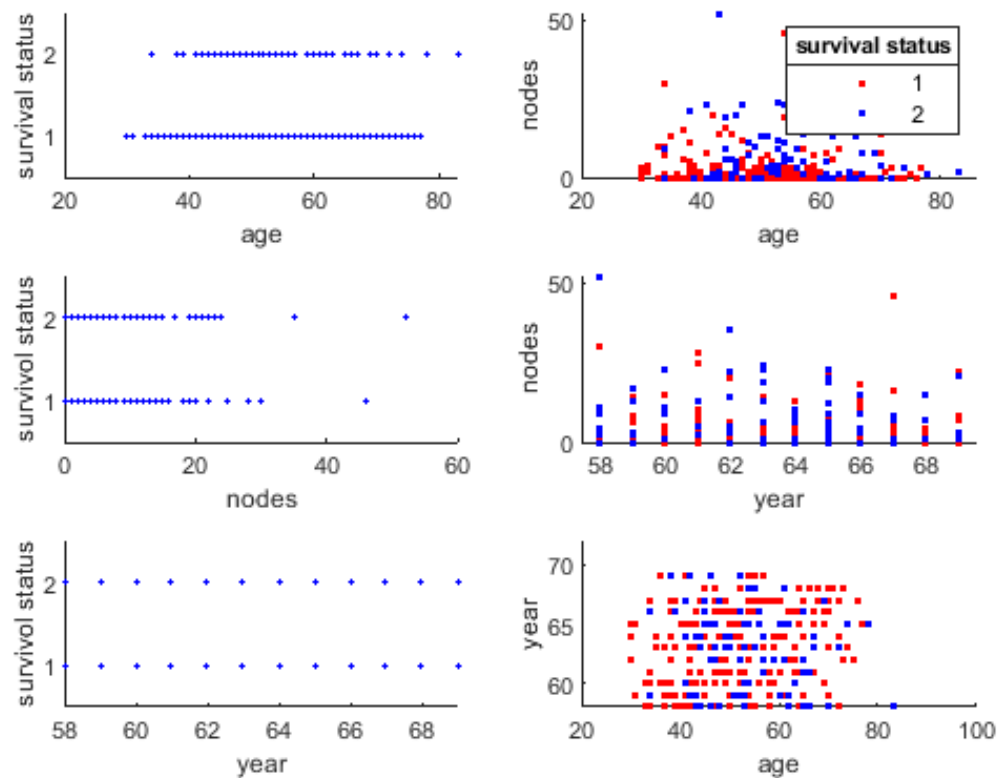 survival status
2
1
20 40 60 80
age
nodes
50
0
survival status
1
2
20 40 60 80
age
survivol status
2
1
0 20 40 60
nodes
nodes
50
0
58 60 62 64 66 68
year
survivol status
2
1
58 60 62 64 66 68
year
year
70
65
60
20 40 60 80 100
age